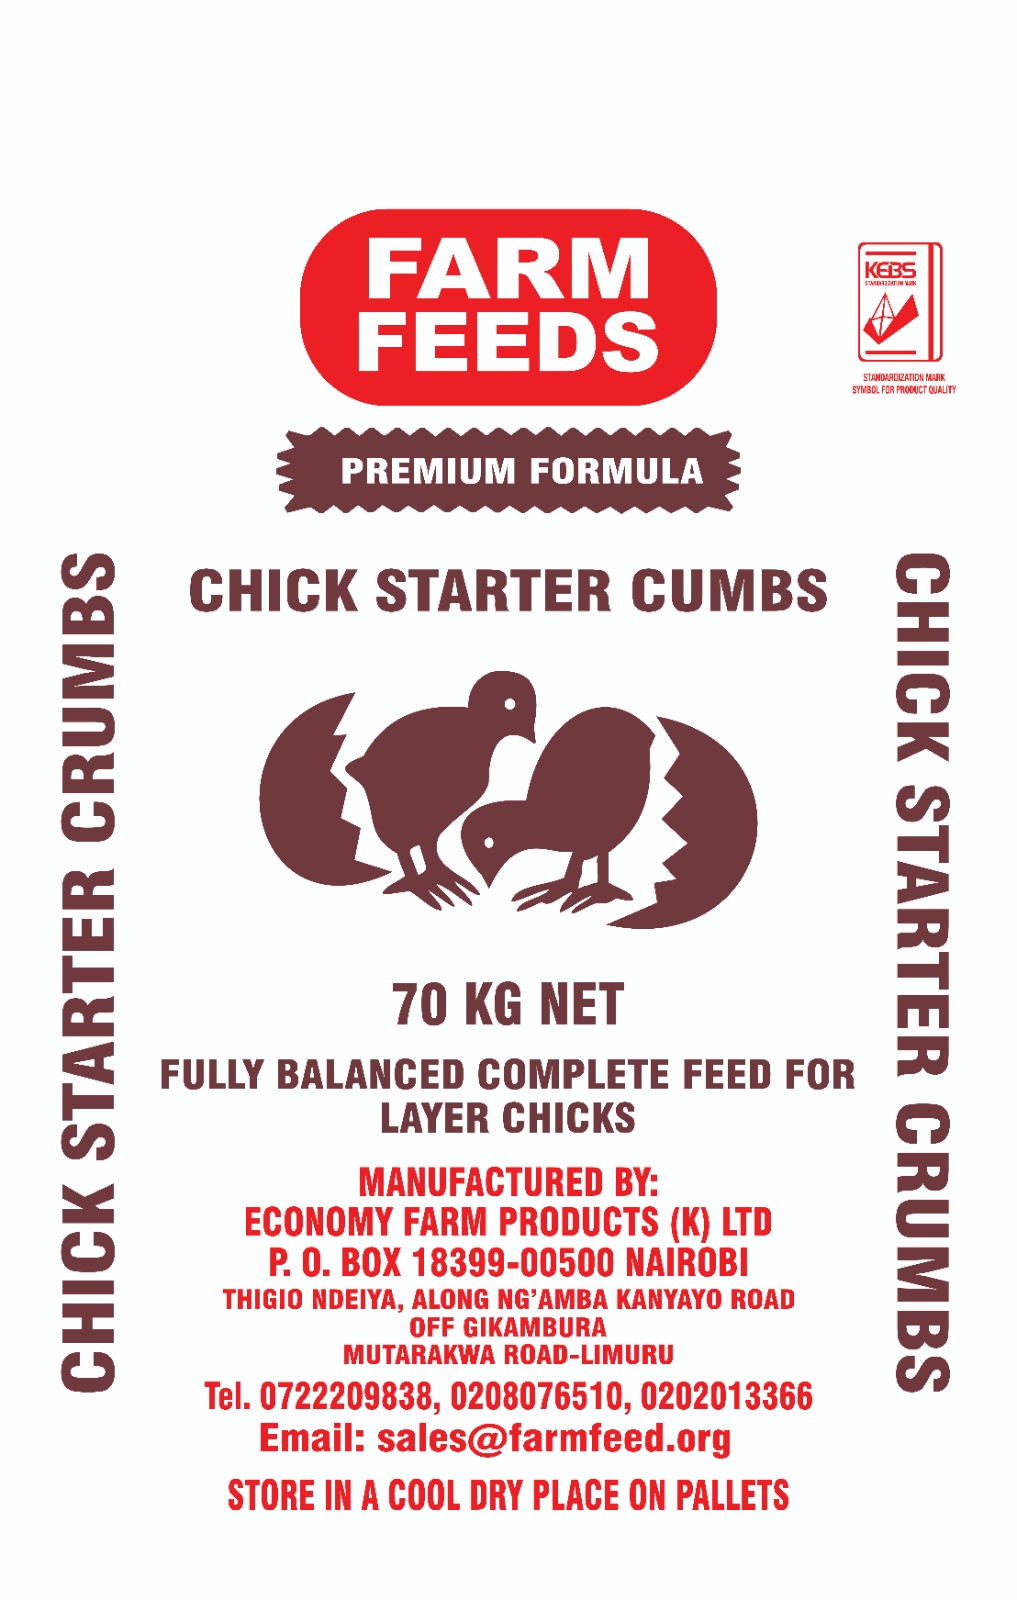 FARM
FEEDS
KEBS
STANDARDIZATION MARK
STANDARDIZATION MARK
SYMBOL FOR PRODUCT QUALITY
PREMIUM FORMULA
CHICK STARTER CUMBS
CHICK STARTER CRUMBS
CHICK STARTER CRUMBS
70 KG NET
FULLY BALANCED COMPLETE FEED FOR
LAYER CHICKS
MANUFACTURED BY:
ECONOMY FARM PRODUCTS (K) LTD
P. O. BOX 18399-00500 NAIROBI
THIGIO NDEIYA, ALONG NG'AMBA KANYAYO ROAD
OFF GIKAMBURA
MUTARAKWA ROAD-LIMURU
Tel. 0722209838, 0208076510, 0202013366
Email: sales@farmfeed.org
STORE IN A COOL DRY PLACE ON PALLETS